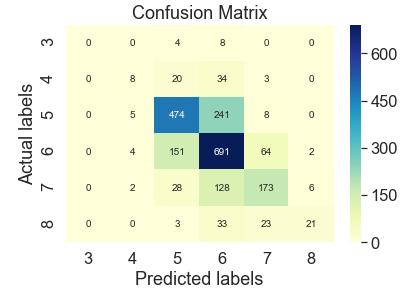 Confusion Matrix
Actual labels
3 0 0 4 8 0 0
4 0 8 20 34 3 0
5 0 5 474 241 8 0
6 0 4 151 691 64 2
7 0 2 28 128 173 6
8 0 0 3 33 23 21
3 4 5 6 7 8
Predicted labels
600
450
300
150
0